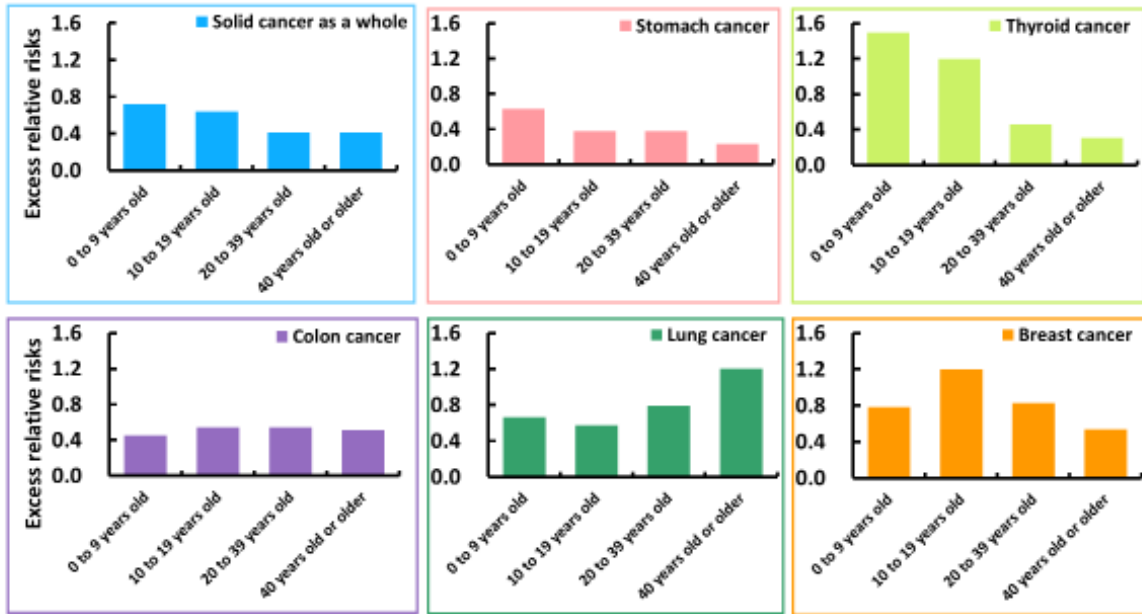 Excess relative risks
1.6
1.2
0.8
0.4
0.0
Solid cancer as a whole
0 to 9 years old
10 to 19 years old
20 to 39 years old
40 years old or older
1.6
1.2
0.8
0.4
0.0
Stomach cancer
0 to 9 years old
10 to 19 years old
20 to 39 years old
40 years old or older
1.6
1.2
0.8
0.4
0.0
Thyroid cancer
0 to 9 years old
10 to 19 years old
20 to 39 years old
40 years old or older
Excess relative risks
1.6
1.2
0.8
0.4
0.0
Colon cancer
0 to 9 years old
10 to 19 years old
20 to 39 years old
40 years old or older
1.6
1.2
0.8
0.4
0.0
Lung cancer
0 to 9 years old
10 to 19 years old
20 to 39 years old
40 years old or older
1.6
1.2
0.8
0.4
0.0
Breast cancer
0 to 9 years old
10 to 19 years old
20 to 39 years old
40 years old or older